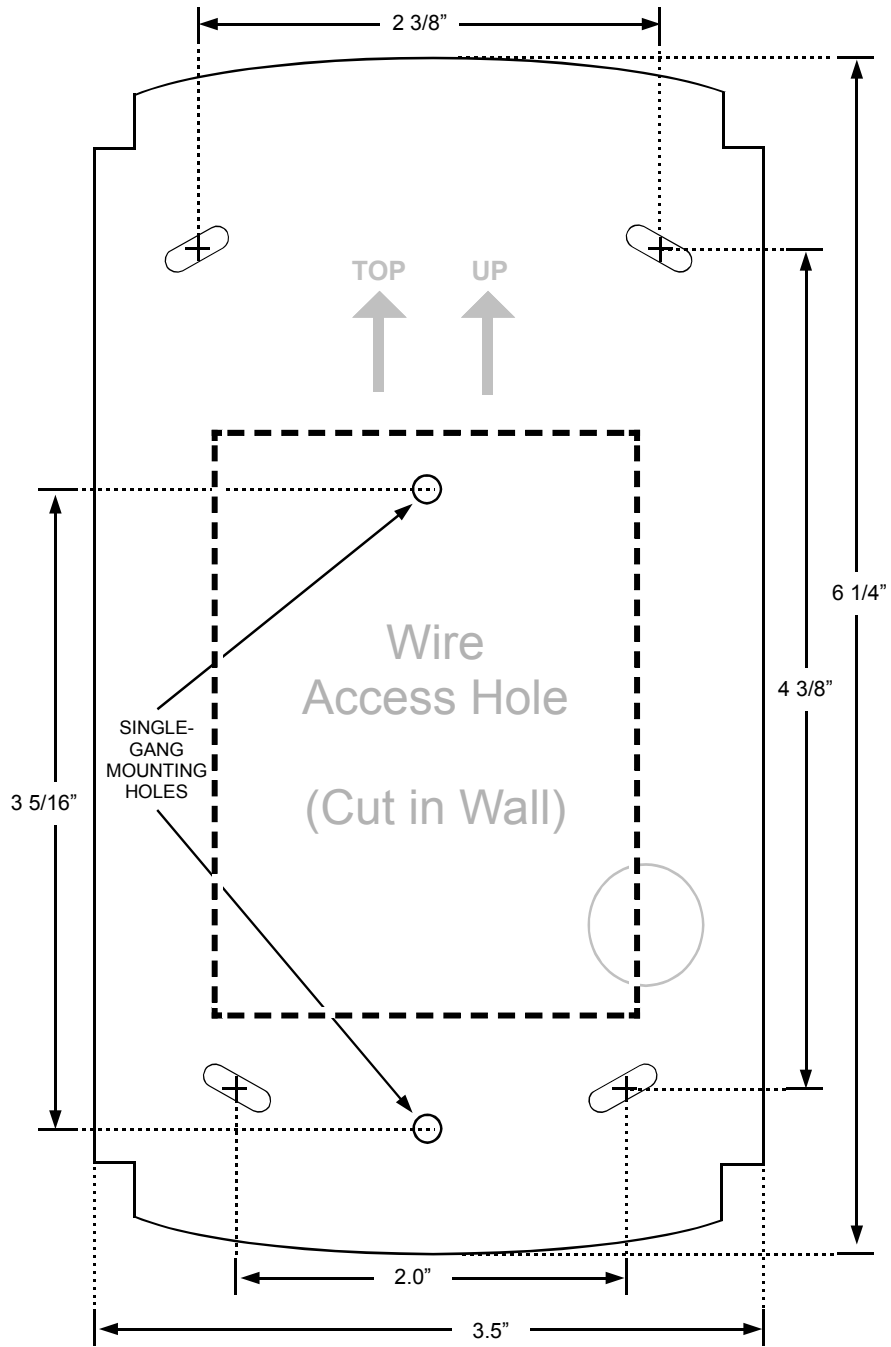 2 3/8”
TOP
UP
6 1/4”
Wire
Access Hole
4 3/8”
SINGLE-
GANG
MOUNTING
HOLES
3 5/16”
(Cut in Wall)
2.0”
3.5”